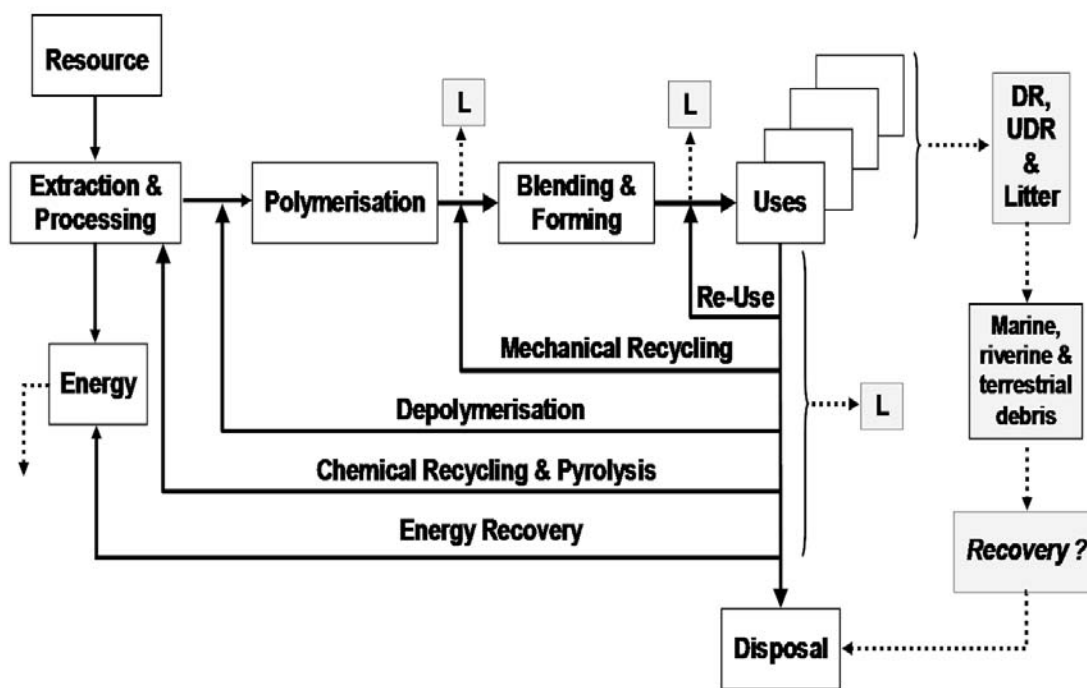 Resource
L
L
DR,
UDR
&
Litter
Extraction &
Processing
Polymerisation
Blending &
Forming
Uses
Re-Use
Marine,
riverine &
terrestrial
debris
Mechanical Recycling
Energy
L
Depolymerisation
Chemical Recycling & Pyrolysis
Energy Recovery
Recovery ?
Disposal